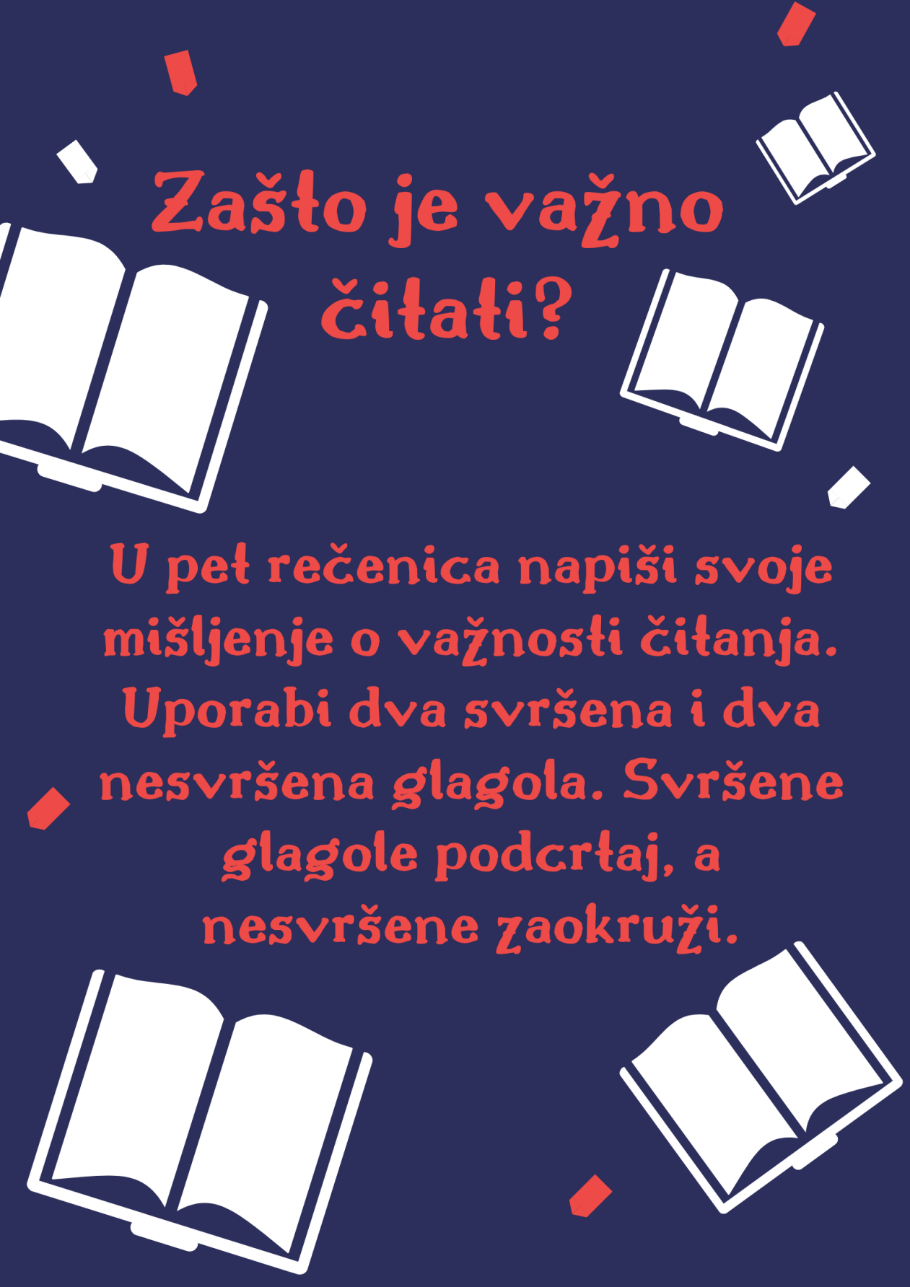 Zašto je važno
čitati?
U pet rečenica napiši svoje
mišljenje o važnosti čitanja.
Uporabi dva svršena i dva
nesvršena glagola. Svršene
glagole podcrtaj, a
nesvršene zaokruži.